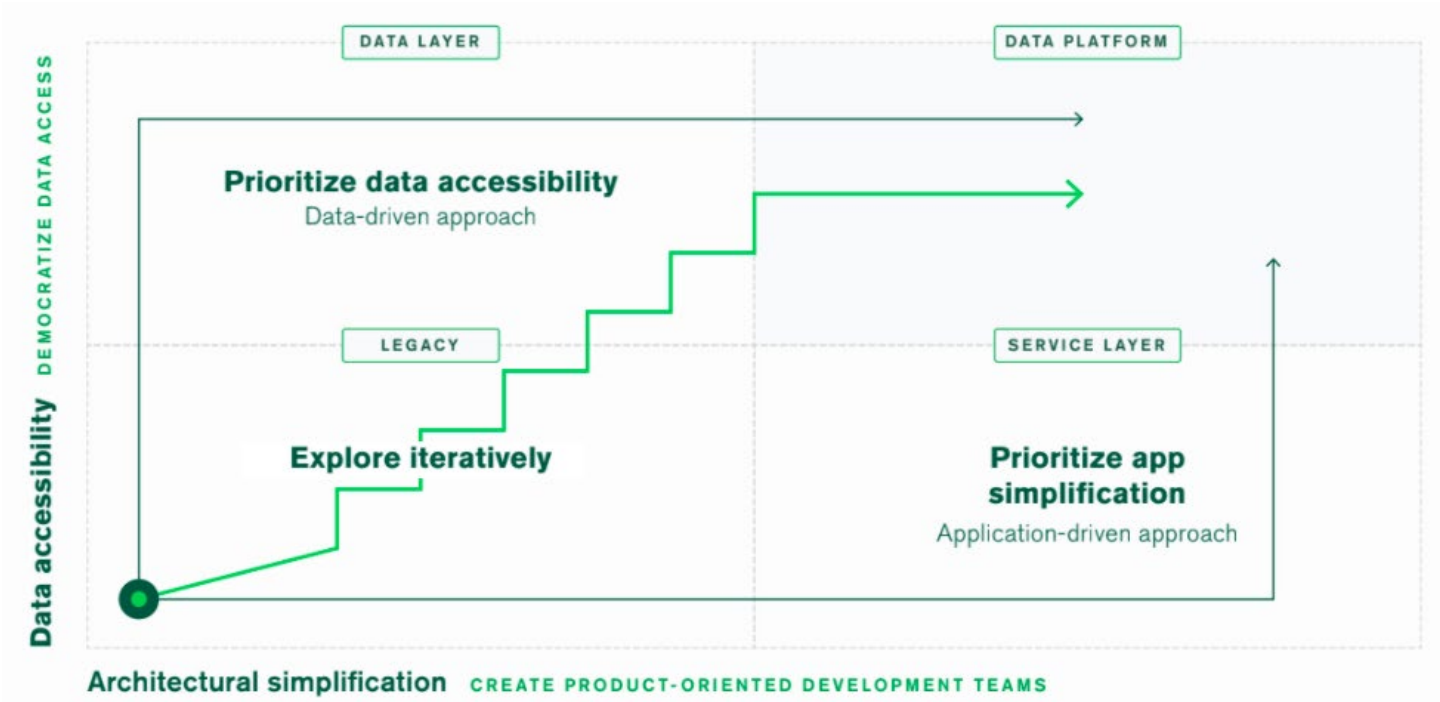 DATA LAYER
DATA PLATFORM
DEMOCRATIZE DATA ACCESS
Data accessibility
Prioritize data accessibility
Data-driven approach
LEGACY
SERVICE LAYER
Explore iteratively
Prioritize app
simplification
Application-driven approach
Architectural simplification
CREATE PRODUCT-ORIENTED DEVELOPMENT TEAMS